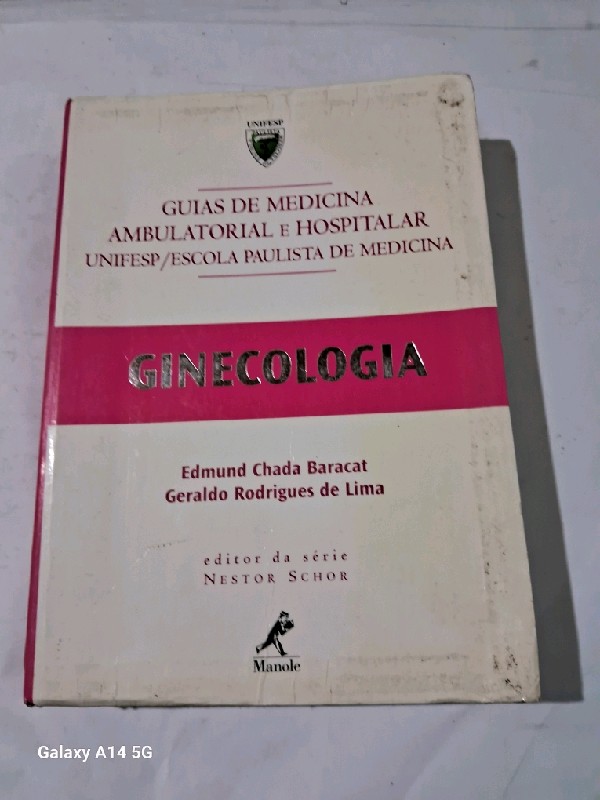 UNIFESP
GUIAS DE MEDICINA
AMBULATORIAL E HOSPITALAR
UNIFESP/ESCOLA PAULISTA DE MEDICINA
GINECOLOGIA
Edmund Chada Baracat
Geraldo Rodrigues de Lima
editor da série
NESTOR SCHOR
Manole
Galaxy A14 5G